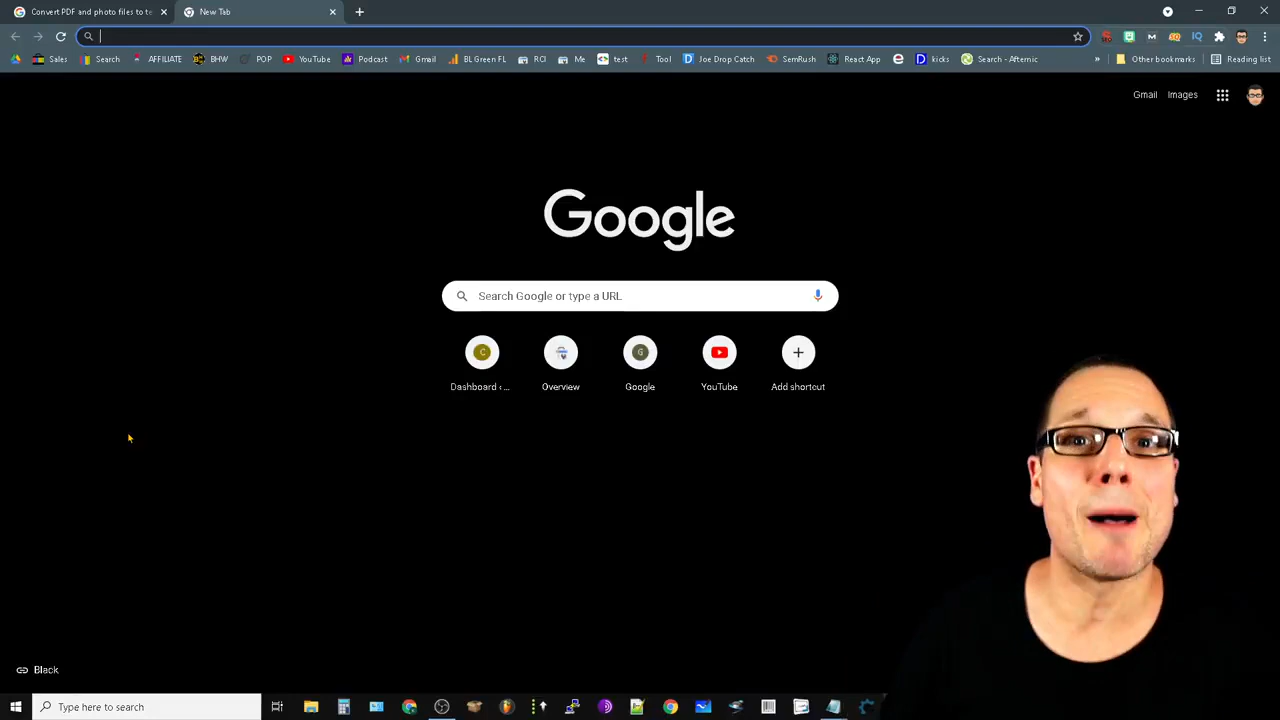 Convert PDF and photo files to te
New Tab
Sales
Search
AFFILIATE
BHW
POP
YouTube
Podcast
Gmail
BL Green FL
RCI
Me
test
Tool
Joe Drop Catch
SemRush
React App
kicks
Search - Afternic
»
Other bookmarks
Reading list
Gmail
Images
Google
Search Google or type a URL
C
G
Dashboard ‹ ...
Overview
Google
YouTube
Add shortcut
Black
Type here to search